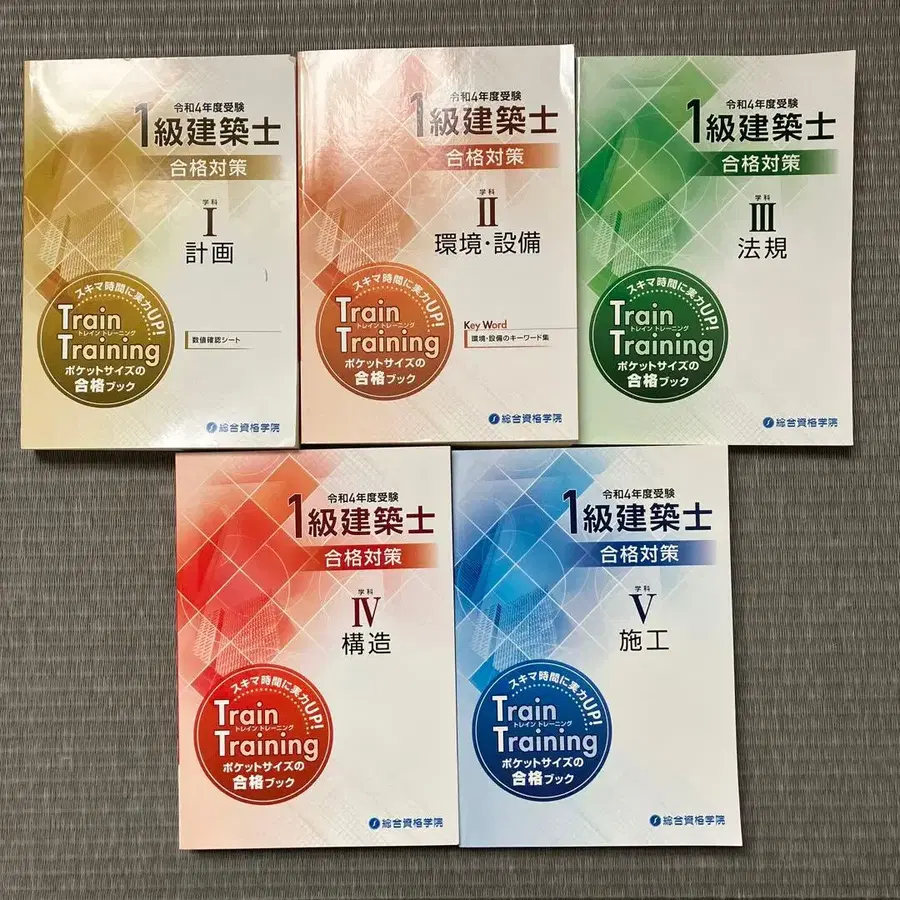 令和4年度受験
1級建築士
合格対策
学科
I
計画
スキマ時間に実力UP!
Train
トレイン トレーニング
Training
ポケットサイズの
合格ブック
数値確認シート
総合資格学院
令和4年度受験
1級建築士
合格対策
学科
II
環境・設備
スキマ時間に実力UP!
Train
トレイン トレーニング
Training
ポケットサイズの
合格ブック
Key Word
環境・設備のキーワード集
総合資格学院
令和4年度受験
1級建築士
合格対策
学科
III
法規
スキマ時間に実力UP!
Train
トレイン トレーニング
Training
ポケットサイズの
合格ブック
総合資格学院
令和4年度受験
1級建築士
合格対策
学科
IV
構造
スキマ時間に実力UP!
Train
トレイン トレーニング
Training
ポケットサイズの
合格ブック
総合資格学院
令和4年度受験
1級建築士
合格対策
学科
V
施工
スキマ時間に実力UP!
Train
トレイン トレーニング
Training
ポケットサイズの
合格ブック
総合資格学院